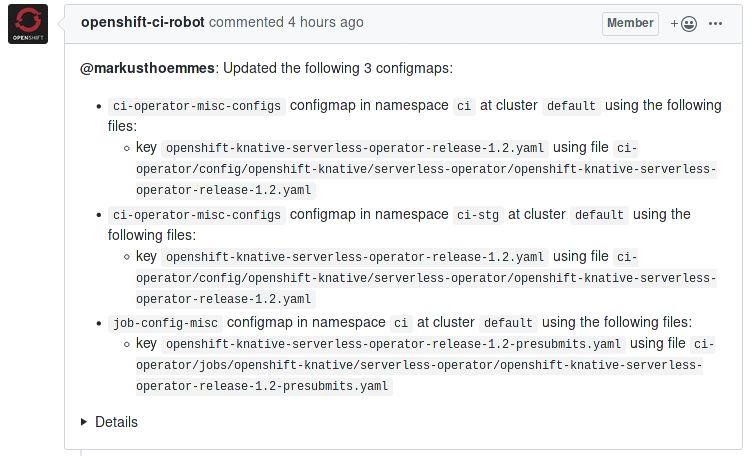 OPENSHIFT
openshift-ci-robot commented 4 hours ago
Member
@markusthoemmes: Updated the following 3 configmaps:
ci-operator-misc-configs configmap in namespace ci at cluster default using the following
files:
key openshift-knative-serverless-operator-release-1.2.yaml using file ci-
operator/config/openshift-knative/serverless-operator/openshift-knative-serverless-
operator-release-1.2.yaml
ci-operator-misc-configs configmap in namespace ci-stg at cluster default using the
following files:
key openshift-knative-serverless-operator-release-1.2.yaml using file ci-
operator/config/openshift-knative/serverless-operator/openshift-knative-serverless-
operator-release-1.2.yaml
job-config-misc configmap in namespace ci at cluster default using the following files:
key openshift-knative-serverless-operator-release-1.2-presubmits.yaml using file ci-
operator/jobs/openshift-knative/serverless-operator/openshift-knative-serverless-
operator-release-1.2-presubmits.yaml
Details